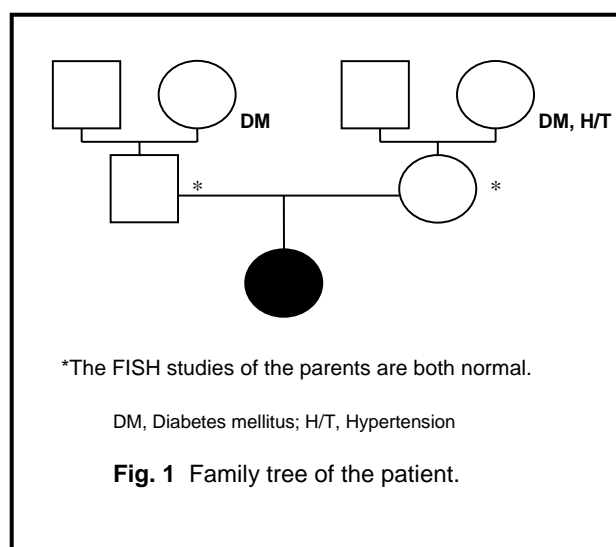 DM
DM, H/T
*
*
*The FISH studies of the parents are both normal.
DM, Diabetes mellitus; H/T, Hypertension
Fig. 1 Family tree of the patient.